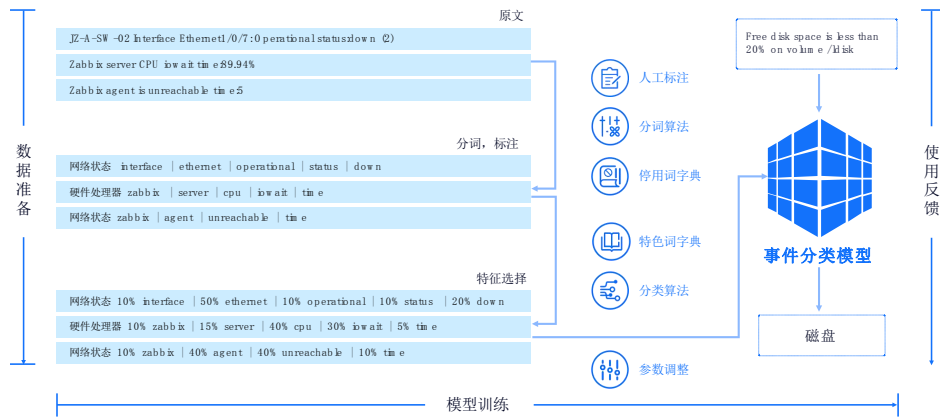 原文
JZ-A-SW-02 Interface Ethernet1/0/7: Operational status:down (2)
Zabbix server CPU iowait time:89.94%
Zabbix agent is unreachable time:5
分词，标注
网络状态 interface | ethernet | operational | status | down
硬件处理器 zabbix | server | cpu | iowait | time
网络状态 zabbix | agent | unreachable | time
特征选择
网络状态 10% interface | 50% ethernet | 10% operational | 10% status | 20% down
硬件处理器 10% zabbix | 15% server | 40% cpu | 30% iowait | 5% time
网络状态 10% zabbix | 40% agent | 40% unreachable | 10% time
数据准备
人工标注
分词算法
停用词字典
特色词字典
分类算法
参数调整
Free disk space is less than
20% on volume /ldisk
事件分类模型
磁盘
使用反馈
模型训练